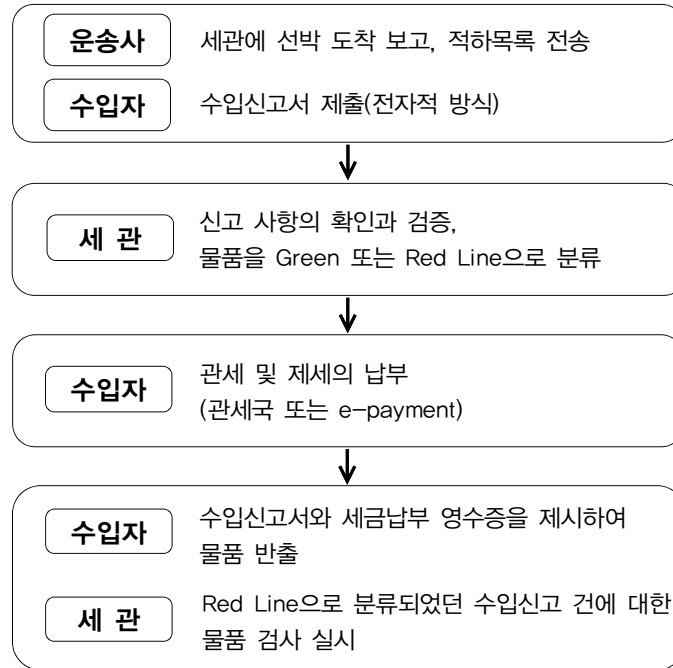 운송사 세관에 선박 도착 보고, 적하목록 전송
수입자 수입신고서 제출(전자적 방식)
세 관 신고 사항의 확인과 검증,
물품을 Green 또는 Red Line으로 분류
수입자 관세 및 제세의 납부
(관세국 또는 e-payment)
수입자 수입신고서와 세금납부 영수증을 제시하여
물품 반출
세 관 Red Line으로 분류되었던 수입신고 건에 대한
물품 검사 실시